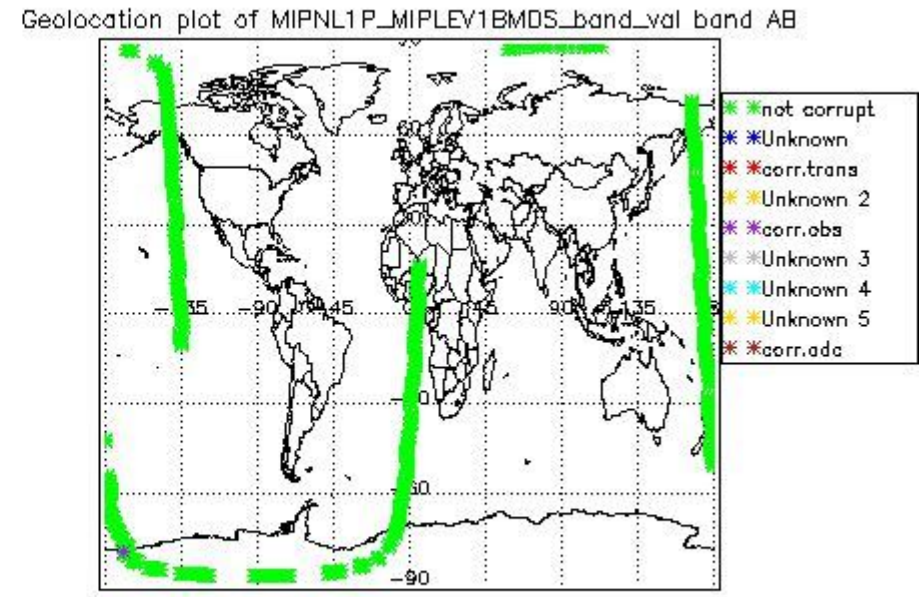 Geolocation plot of MIPNL1P_MIPLEV1BMDS_band_val band AB
not corrupt
Unknown
corr.trans
Unknown 2
corr.obs
Unknown 3
Unknown 4
Unknown 5
corr.adc
60
-135 -90 -45 45 90 135
-60
-90